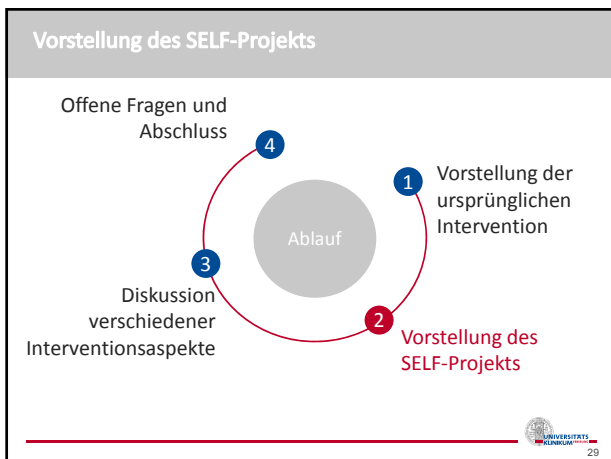 Vorstellung des SELF-Projekts
Offene Fragen und
Abschluss
4
1
Vorstellung der
ursprünglichen
Intervention
Ablauf
3
Diskussion
verschiedener
Interventionsaspekte
2
Vorstellung des
SELF-Projekts
UNIVERSITÄTS
KLINIKUM
29